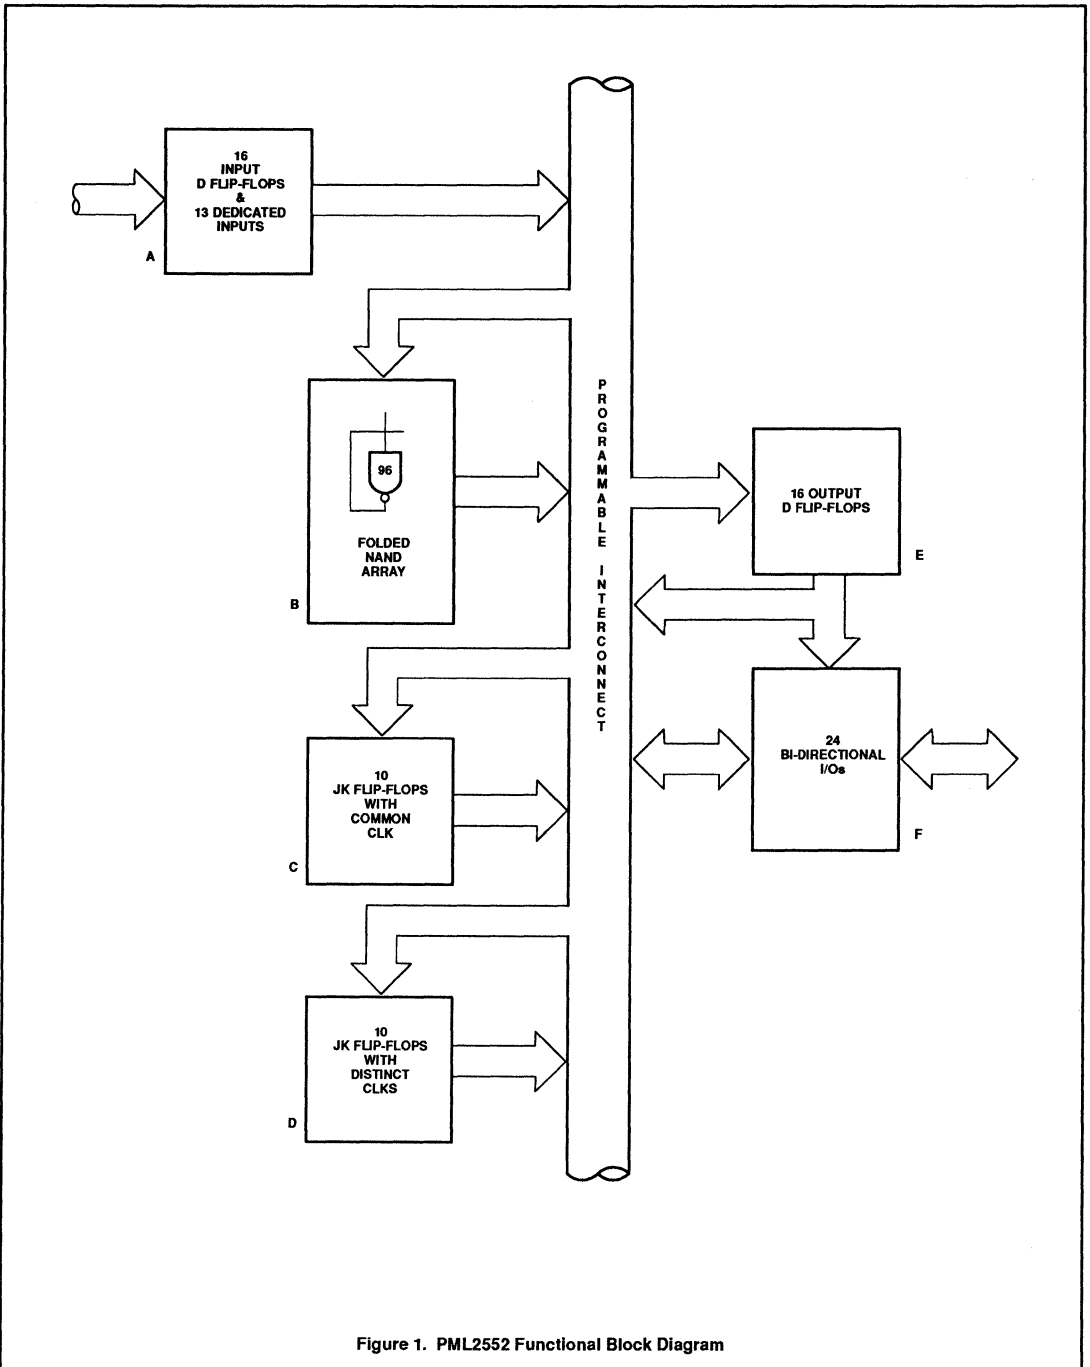 16
INPUT
D FLIP-FLOPS
&
13 DEDICATED
INPUTS
A
96
FOLDED
NAND
ARRAY
B
PROGRAMMABLE INTERCONNECT
16 OUTPUT
D FLIP-FLOPS
E
10
JK FLIP-FLOPS
WITH
COMMON
CLK
C
24
BI-DIRECTIONAL
I/Os
F
10
JK FLIP-FLOPS
WITH
DISTINCT
CLKS
D
Figure 1. PML2552 Functional Block Diagram